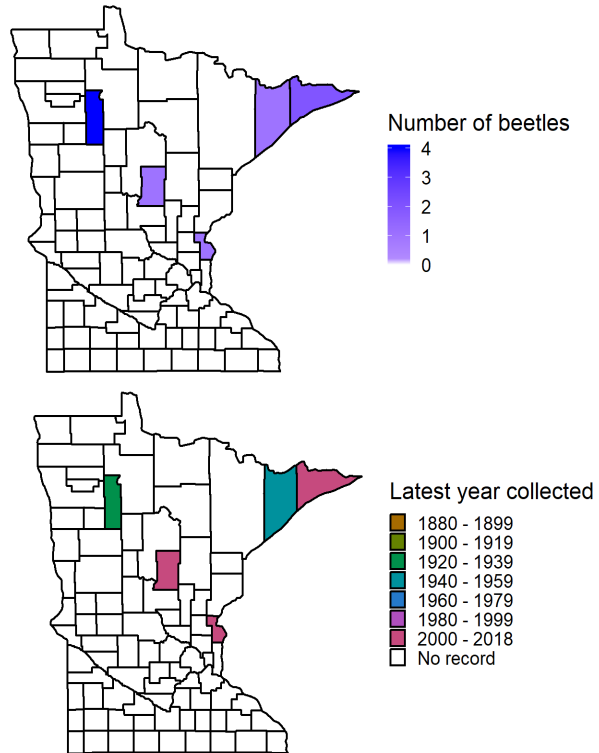 Number of beetles
4
3
2
1
0
Latest year collected
1880 - 1899
1900 - 1919
1920 - 1939
1940 - 1959
1960 - 1979
1980 - 1999
2000 - 2018
No record